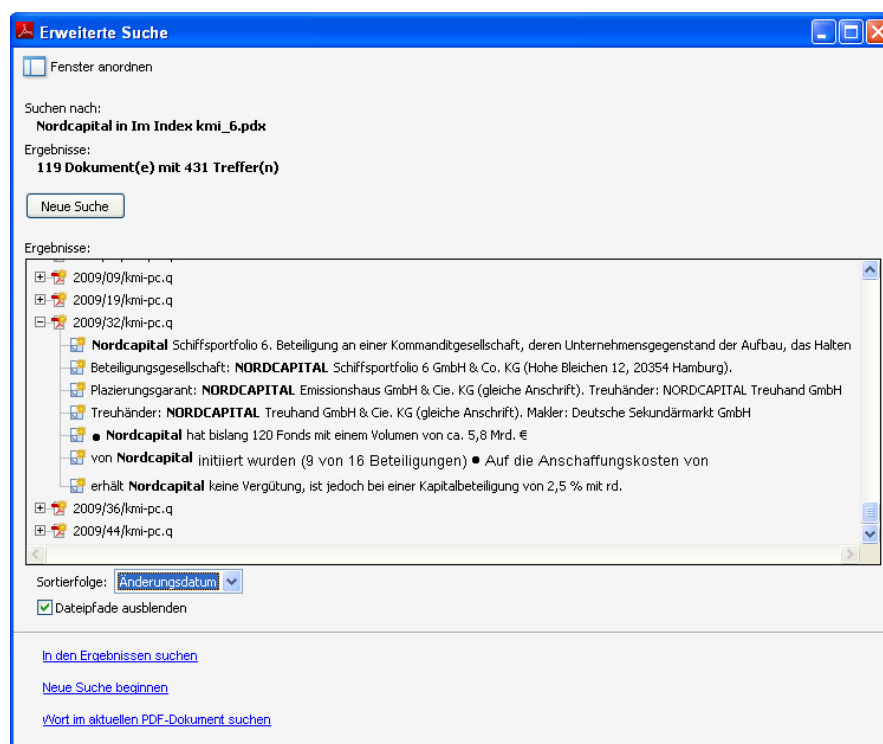 Erweiterte Suche
Fenster anordnen
Suchen nach:
Nordcapital in Im Index kmi_6.pdx
Ergebnisse:
119 Dokument(e) mit 431 Treffer(n)
Neue Suche
Ergebnisse:
2009/09/kmi-pc.q
2009/19/kmi-pc.q
2009/32/kmi-pc.q
Nordcapital Schiffsportfolio 6. Beteiligung an einer Kommanditgesellschaft, deren Unternehmensgegenstand der Aufbau, das Halten
Beteiligungsgesellschaft: NORDCAPITAL Schiffsportfolio 6 GmbH & Co. KG (Hohe Bleichen 12, 20354 Hamburg).
Plazierungsgarant: NORDCAPITAL Emissionshaus GmbH & Cie. KG (gleiche Anschrift). Treuhänder: NORDCAPITAL Treuhand GmbH
Treuhänder: NORDCAPITAL Treuhand GmbH & Cie. KG (gleiche Anschrift). Makler: Deutsche Sekundärmarkt GmbH
● Nordcapital hat bislang 120 Fonds mit einem Volumen von ca. 5,8 Mrd. €
von Nordcapital initiiert wurden (9 von 16 Beteiligungen) ● Auf die Anschaffungskosten von
erhält Nordcapital keine Vergütung, ist jedoch bei einer Kapitalbeteiligung von 2,5 % mit rd.
2009/36/kmi-pc.q
2009/44/kmi-pc.q
Sortierfolge: Änderungsdatum
Dateipfade ausblenden
In den Ergebnissen suchen
Neue Suche beginnen
Wort im aktuellen PDF-Dokument suchen